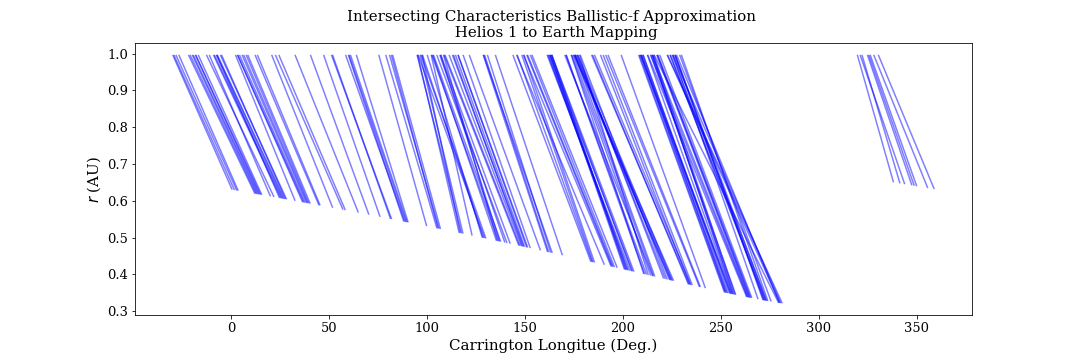 Intersecting Characteristics Ballistic-f Approximation
Helios 1 to Earth Mapping
1.0
0.9
0.8
0.7
0.6
0.5
0.4
0.3
r (AU)
0 50 100 150 200 250 300 350
Carrington Longitue (Deg.)